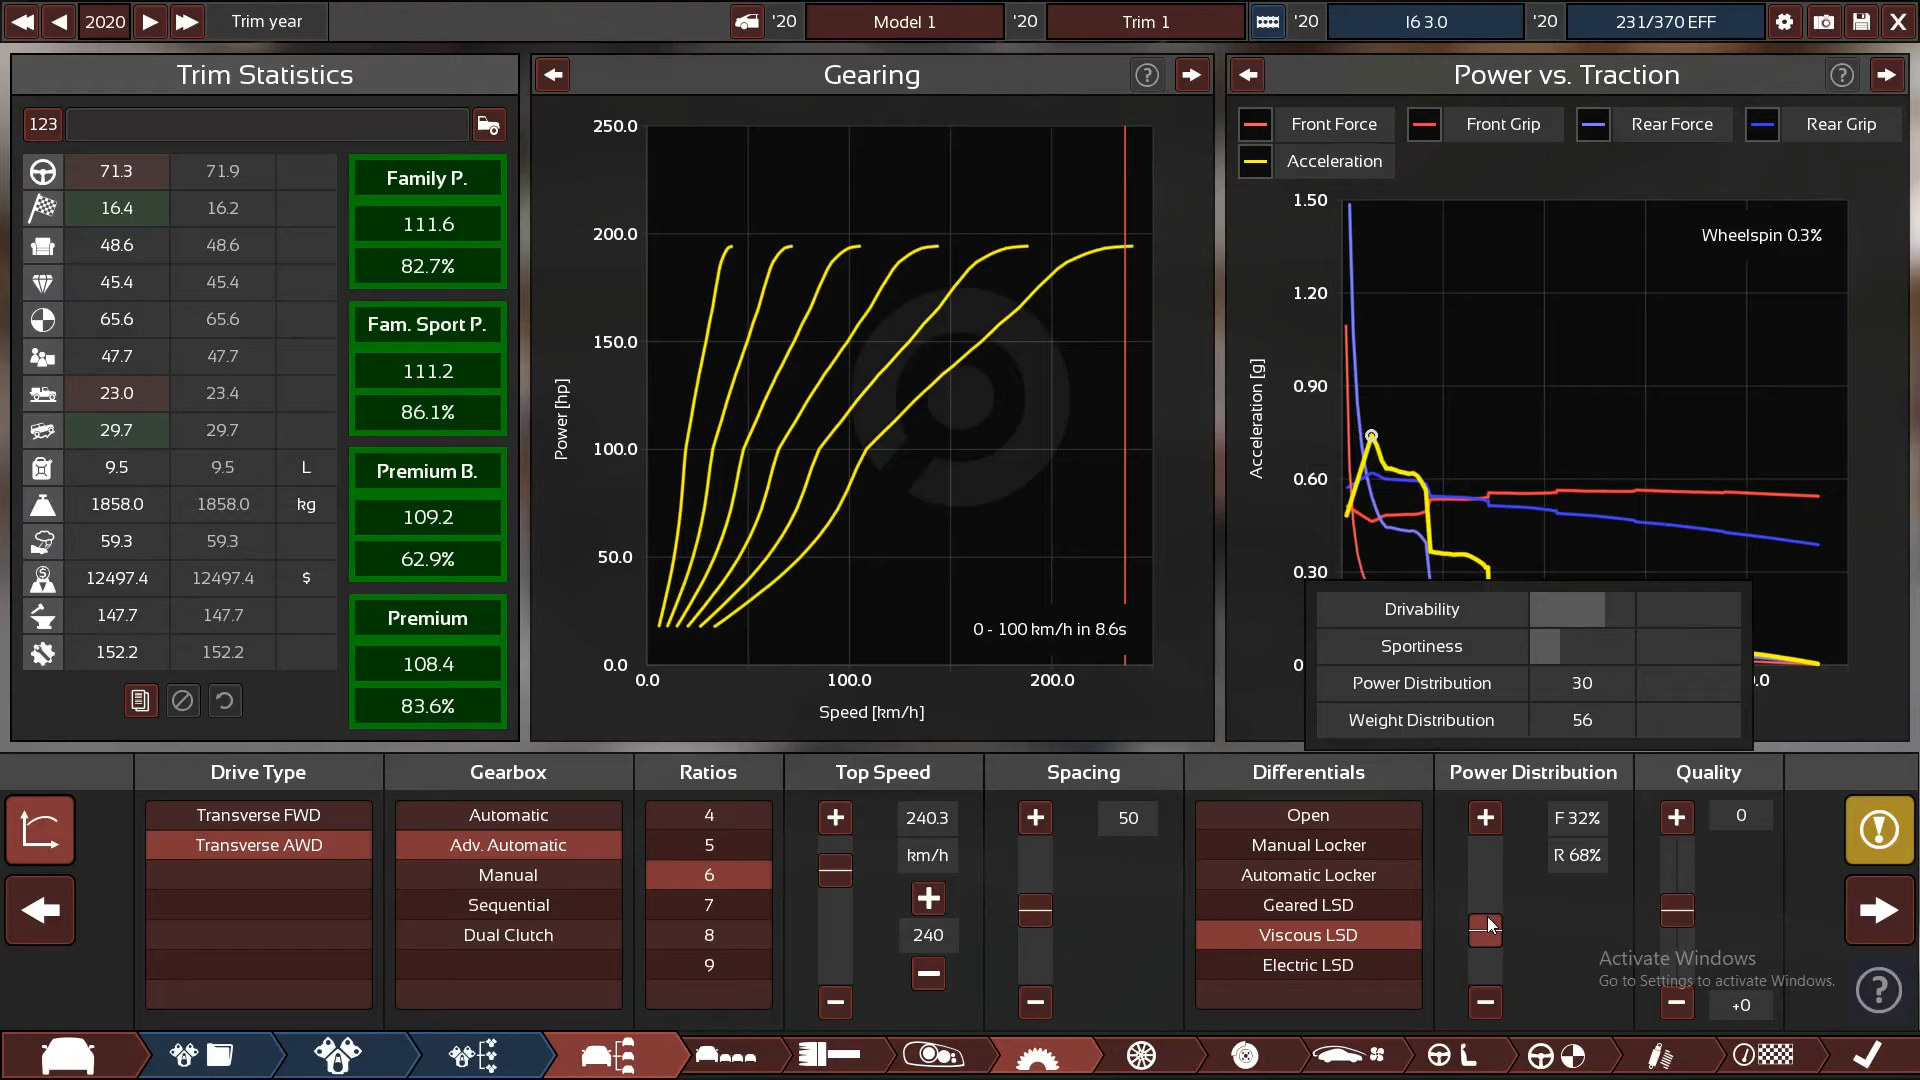 2020 Trim year '20 Model 1 '20 Trim 1 '20 I6 3.0 '20 231/370 EFF
Trim Statistics
123
71.3 71.9
16.4 16.2
48.6 48.6
45.4 45.4
65.6 65.6
47.7 47.7
23.0 23.4
29.7 29.7
9.5 9.5 L
1858.0 1858.0 kg
59.3 59.3
12497.4 12497.4 $
147.7 147.7
152.2 152.2
Family P.
111.6
82.7%
Fam. Sport P.
111.2
86.1%
Premium B.
109.2
62.9%
Premium
108.4
83.6%
Gearing
?
250.0
200.0
150.0
100.0
50.0
0.0
Power [hp]
0 - 100 km/h in 8.6s
0.0 100.0 200.0
Speed [km/h]
Power vs. Traction
?
Front Force Front Grip Rear Force Rear Grip
Acceleration
1.50
1.20
0.90
0.60
0.30
0
Acceleration [g]
Wheelspin 0.3%
Drivability
Sportiness
Power Distribution 30
Weight Distribution 56
0.0
Drive Type
Transverse FWD
Transverse AWD
Gearbox
Automatic
Adv. Automatic
Manual
Sequential
Dual Clutch
Ratios
4
5
6
7
8
9
Top Speed
240.3
km/h
240
Spacing
50
Differentials
Open
Manual Locker
Automatic Locker
Geared LSD
Viscous LSD
Electric LSD
Power Distribution
F 32%
R 68%
Quality
0
+0
Activate Windows
Go to Settings to activate Windows.
?